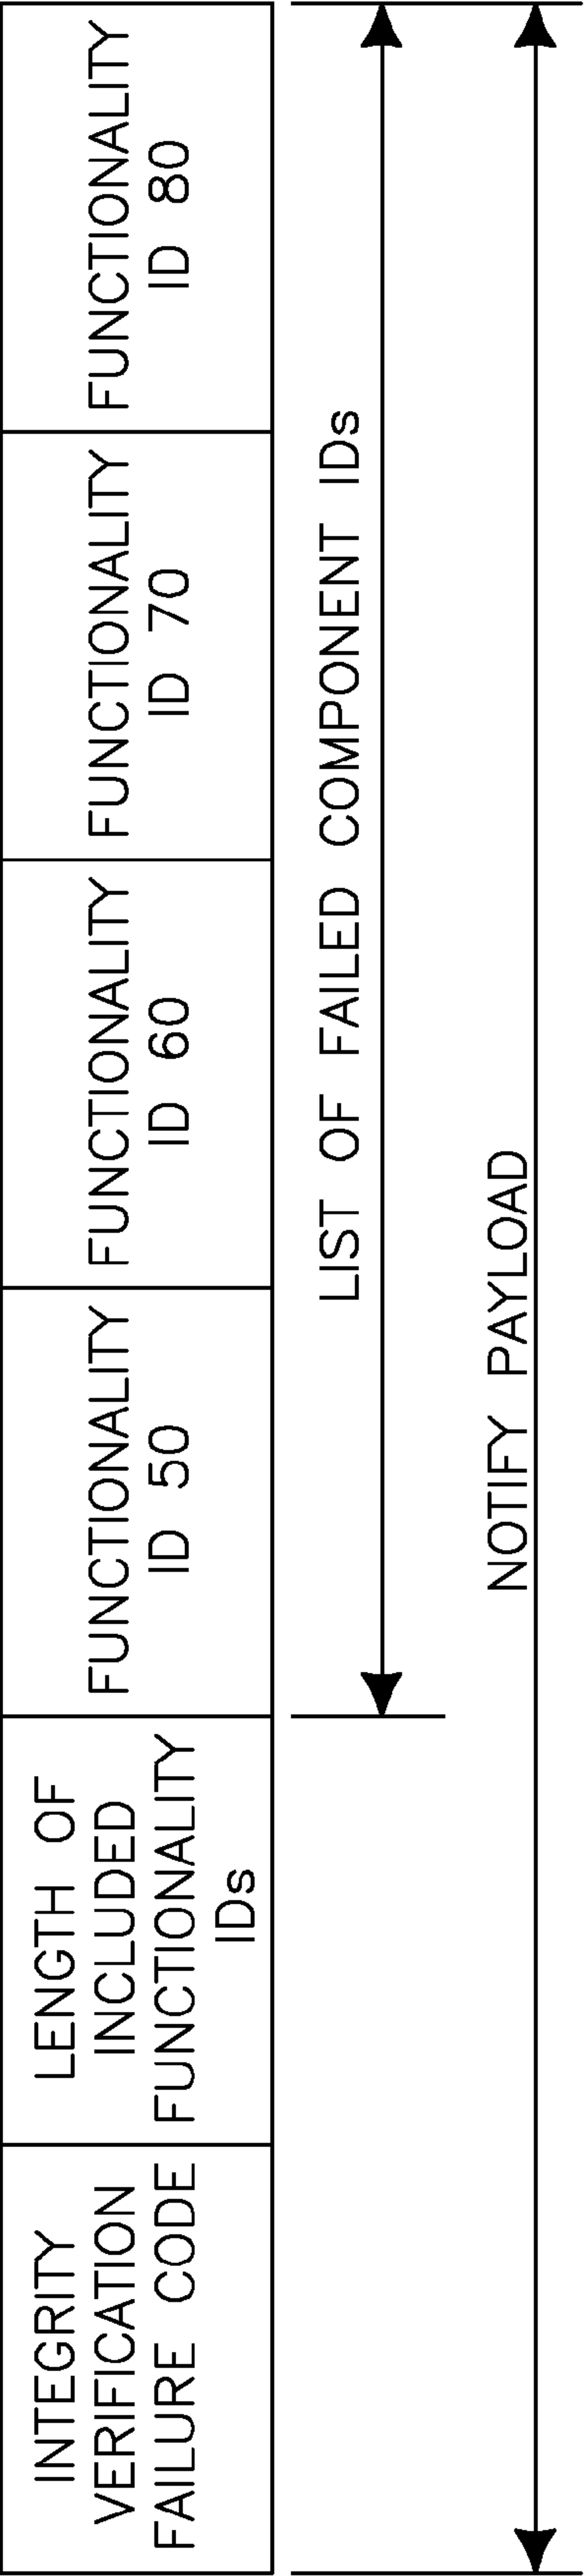 INTEGRITY
VERIFICATION
FAILURE CODE
LENGTH OF
INCLUDED
FUNCTIONALITY
IDs
FUNCTIONALITY
ID 50
FUNCTIONALITY
ID 60
FUNCTIONALITY
ID 70
FUNCTIONALITY
ID 80
LIST OF FAILED COMPONENT IDs
NOTIFY PAYLOAD